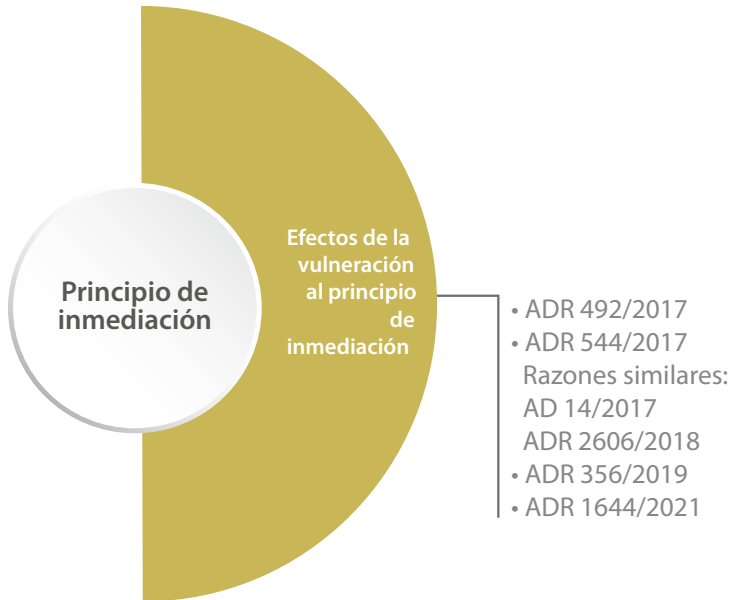 Principio de
inmediación
Efectos de la
vulneración
al principio
de
inmediación
• ADR 492/2017
• ADR 544/2017
Razones similares:
AD 14/2017
ADR 2606/2018
• ADR 356/2019
• ADR 1644/2021